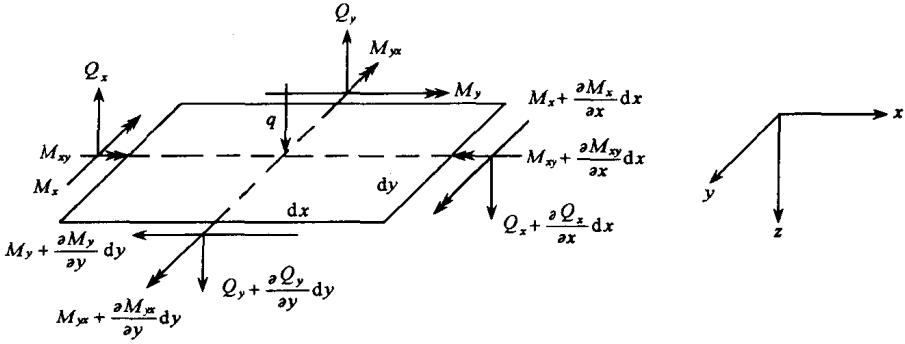 Q_y
M_yx
Q_x
M_y
M_x + ∂M_x/∂x dx
q
x
M_xy
M_xy + ∂M_xy/∂x dx
M_x
dy
y
dx
Q_x + ∂Q_x/∂x dx
z
M_y + ∂M_y/∂y dy
Q_y + ∂Q_y/∂y dy
M_yx + ∂M_yx/∂y dy